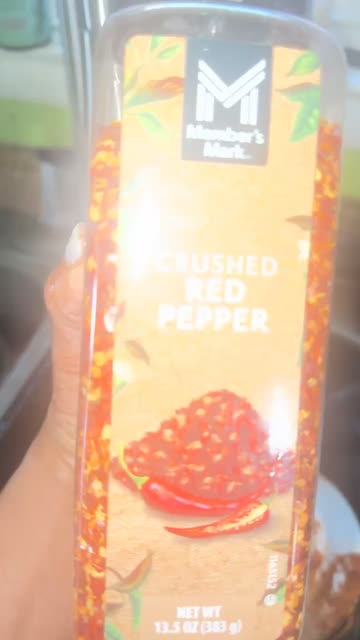 Member's
Mark
CRUSHED
RED
PEPPER
NET WT
13.5 OZ (383 g)